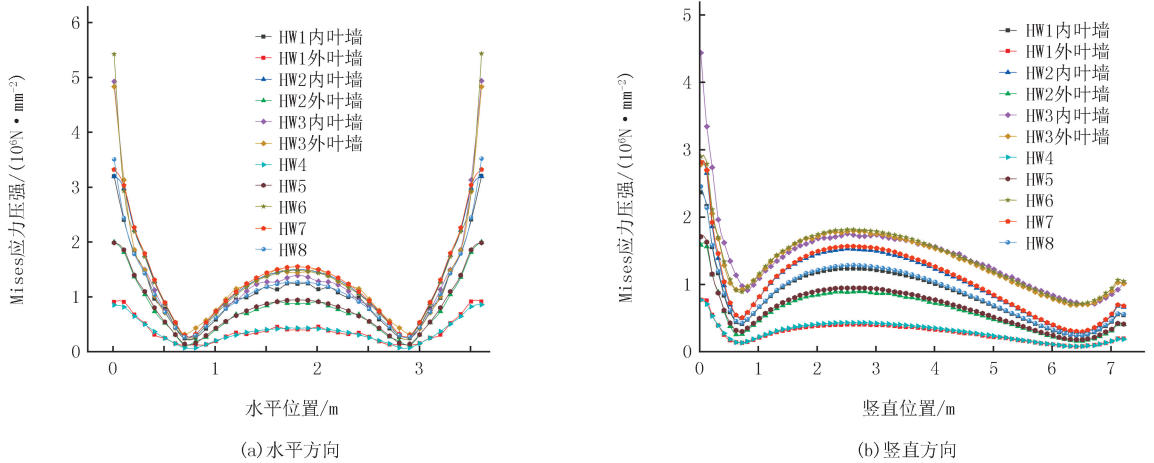 6
5
4
3
2
1
0
Mises应力压强/(10⁶N·mm⁻²)
HW1内叶墙
HW1外叶墙
HW2内叶墙
HW2外叶墙
HW3内叶墙
HW3外叶墙
HW4
HW5
HW6
HW7
HW8
0 1 2 3
水平位置/m
(a)水平方向
5
4
3
2
1
0
Mises应力压强/(10⁶N·mm⁻²)
HW1内叶墙
HW1外叶墙
HW2内叶墙
HW2外叶墙
HW3内叶墙
HW3外叶墙
HW4
HW5
HW6
HW7
HW8
0 1 2 3 4 5 6 7
竖直位置/m
(b)竖直方向